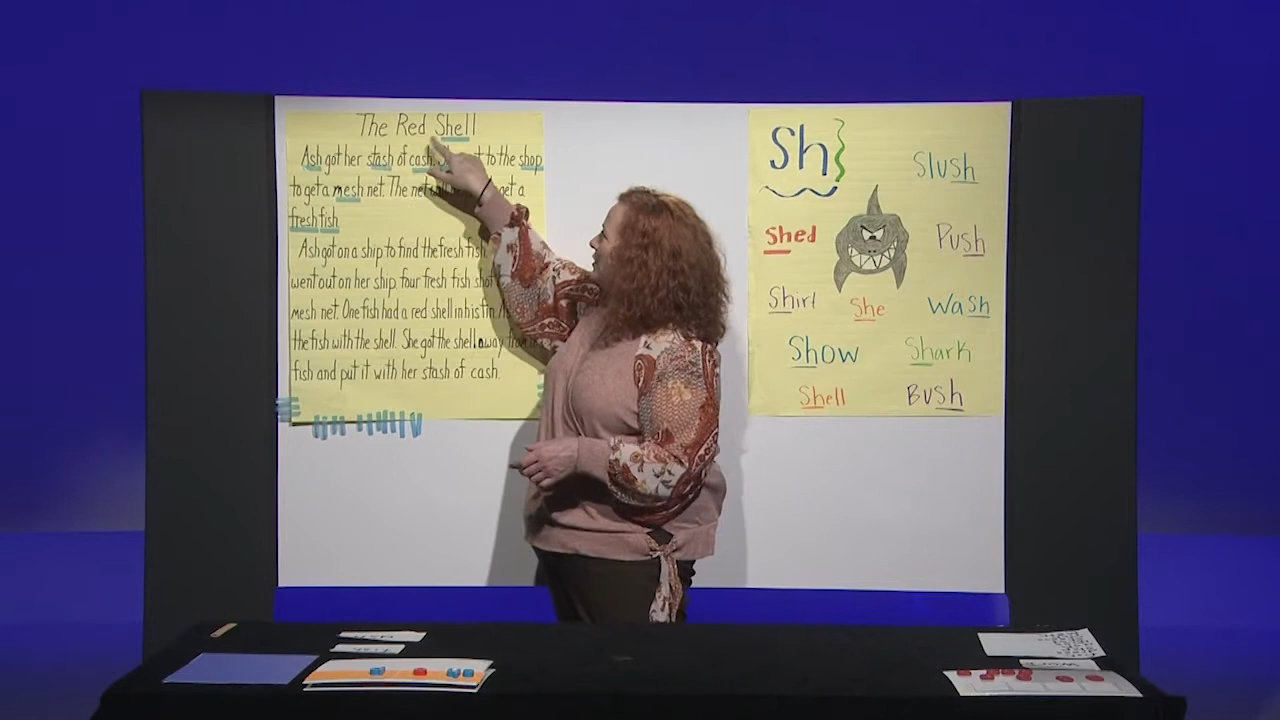 The Red Shell
Ash got her stash of cash. to the shop
to get a mesh net. The net get a
fresh fish
Ash got on a ship to find the fresh fish
went out on her ship, four fresh fish shot
mesh net. One fish had a red shell in his fin.
the fish with the shell. She got the shell away
fish and put it with her stash of cash.
Sh
Slush
Shed
Push
Shirt
She
Wash
Show
Shark
Shell
Bush